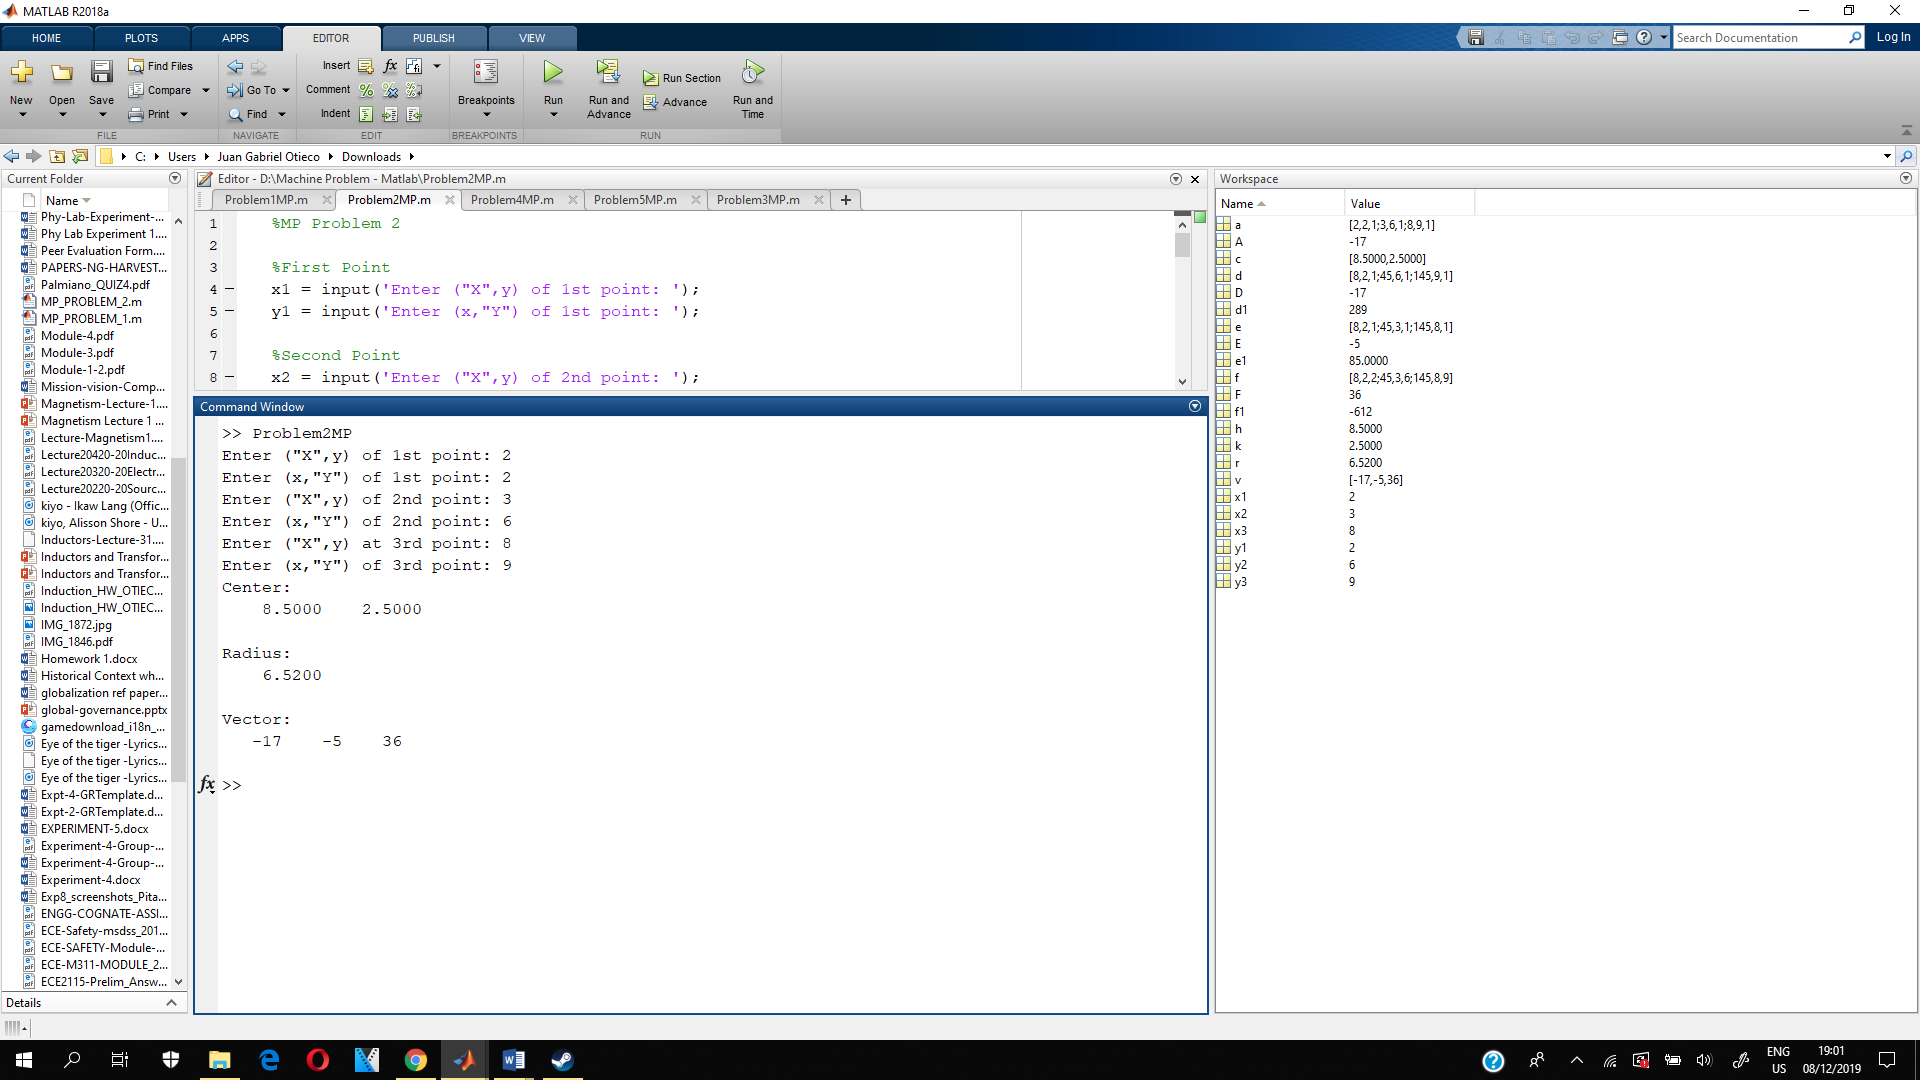 MATLAB R2018a
HOME PLOTS APPS EDITOR PUBLISH VIEW
Search Documentation Log In
New Open Save Find Files Compare Print
Go To Find
Insert fx
Comment
Indent
Breakpoints Run Run and Advance Run Section Advance Run and Time
FILE NAVIGATE EDIT BREAKPOINTS RUN
C: Users Juan Gabriel Otieco Downloads
Current Folder
Name
Phy-Lab-Experiment-...
Phy Lab Experiment 1....
Peer Evaluation Form....
PAPERS-NG-HARVEST...
Palmiano_QUIZ4.pdf
MP_PROBLEM_2.m
MP_PROBLEM_1.m
Module-4.pdf
Module-3.pdf
Module-1-2.pdf
Mission-vision-Comp...
Magnetism-Lecture-1....
Magnetism Lecture 1 ...
Lecture-Magnetism1....
Lecture20420-20Induc...
Lecture20320-20Electr...
Lecture20220-20Sourc...
kiyo - Ikaw Lang (Offic...
kiyo, Alisson Shore - U...
Inductors-Lecture-31....
Inductors and Transfor...
Inductors and Transfor...
Induction_HW_OTIEC...
Induction_HW_OTIEC...
IMG_1872.jpg
IMG_1846.pdf
Homework 1.docx
Historical Context wh...
globalization ref paper...
global-governance.pptx
gamedownload_i18n_...
Eye of the tiger -Lyrics...
Eye of the tiger -Lyrics...
Eye of the tiger -Lyrics...
Expt-4-GRTemplate.d...
Expt-2-GRTemplate.d...
EXPERIMENT-5.docx
Experiment-4-Group-...
Experiment-4-Group-...
Experiment-4.docx
Exp8_screenshots_Pita...
ENGG-COGNATE-ASSI...
ECE-Safety-msdss_201...
ECE-SAFETY-Module-...
ECE-M311-MODULE_2...
ECE2115-Prelim_Answ...
Details
Editor - D:\Machine Problem - Matlab\Problem2MP.m
Problem1MP.m Problem2MP.m Problem4MP.m Problem5MP.m Problem3MP.m
1 %MP Problem 2
2
3 %First Point
4 x1 = input('Enter ("X",y) of 1st point: ');
5 y1 = input('Enter (x,"Y") of 1st point: ');
6
7 %Second Point
8 x2 = input('Enter ("X",y) of 2nd point: ');
Command Window
>> Problem2MP
Enter ("X",y) of 1st point: 2
Enter (x,"Y") of 1st point: 2
Enter ("X",y) of 2nd point: 3
Enter (x,"Y") of 2nd point: 6
Enter ("X",y) at 3rd point: 8
Enter (x,"Y") of 3rd point: 9
Center:
8.5000 2.5000
Radius:
6.5200
Vector:
-17 -5 36
fx >>
Workspace
Name Value
a [2,2,1;3,6,1;8,9,1]
A -17
c [8.5000,2.5000]
d [8,2,1;45,6,1;145,9,1]
D -17
d1 289
e [8,2,1;45,3,1;145,8,1]
E -5
e1 85.0000
f [8,2,2;45,3,6;145,8,9]
F 36
f1 -612
h 8.5000
k 2.5000
r 6.5200
v [-17,-5,36]
x1 2
x2 3
x3 8
y1 2
y2 6
y3 9
ENG 19:01
US 08/12/2019